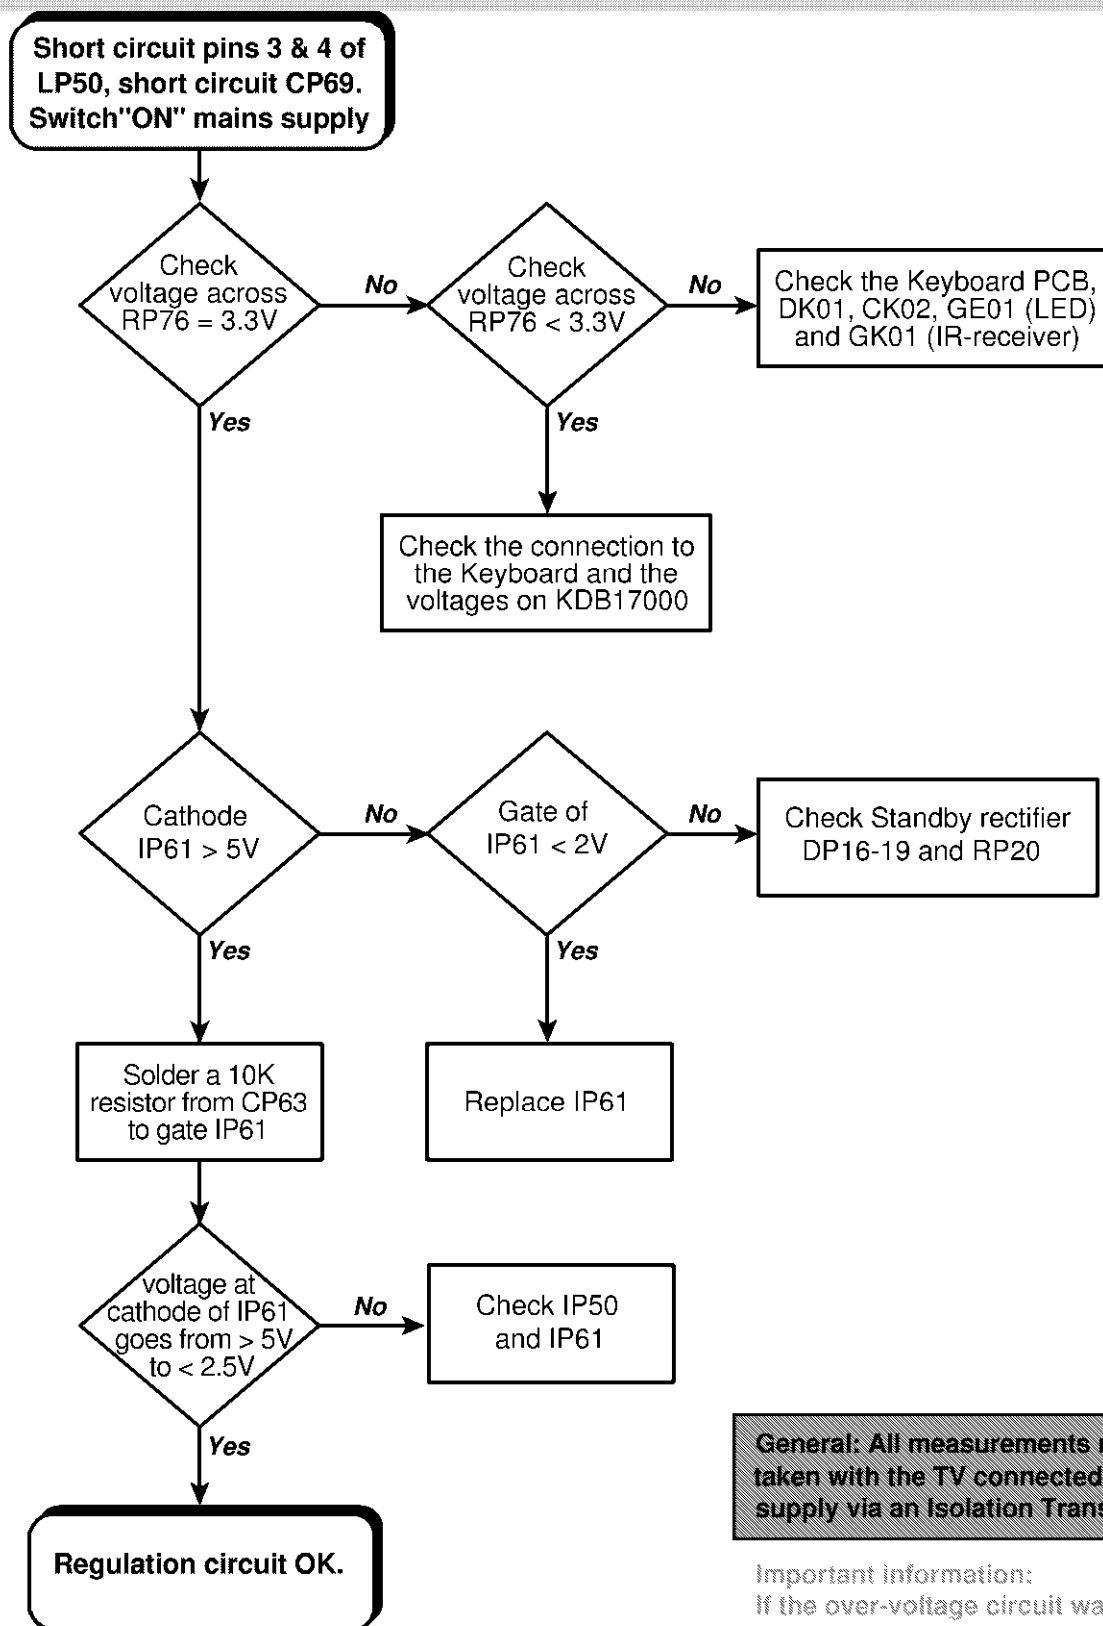 Short circuit pins 3 & 4 of
LP50, short circuit CP69.
Switch"ON" mains supply
Check
voltage across
RP76 = 3.3V
No
Check
voltage across
RP76 < 3.3V
No
Check the Keyboard PCB,
DK01, CK02, GE01 (LED)
and GK01 (IR-receiver)
Yes
Yes
Check the connection to
the Keyboard and the
voltages on KDB17000
Cathode
IP61 > 5V
No
Gate of
IP61 < 2V
No
Check Standby rectifier
DP16-19 and RP20
Yes
Yes
Solder a 10K
resistor from CP63
to gate IP61
Replace IP61
voltage at
cathode of IP61
goes from > 5V
to < 2.5V
No
Check IP50
and IP61
Yes
Regulation circuit OK.
General: All measurements
taken with the TV connected
supply via an Isolation Trans
Important information:
If the over-voltage circuit wa